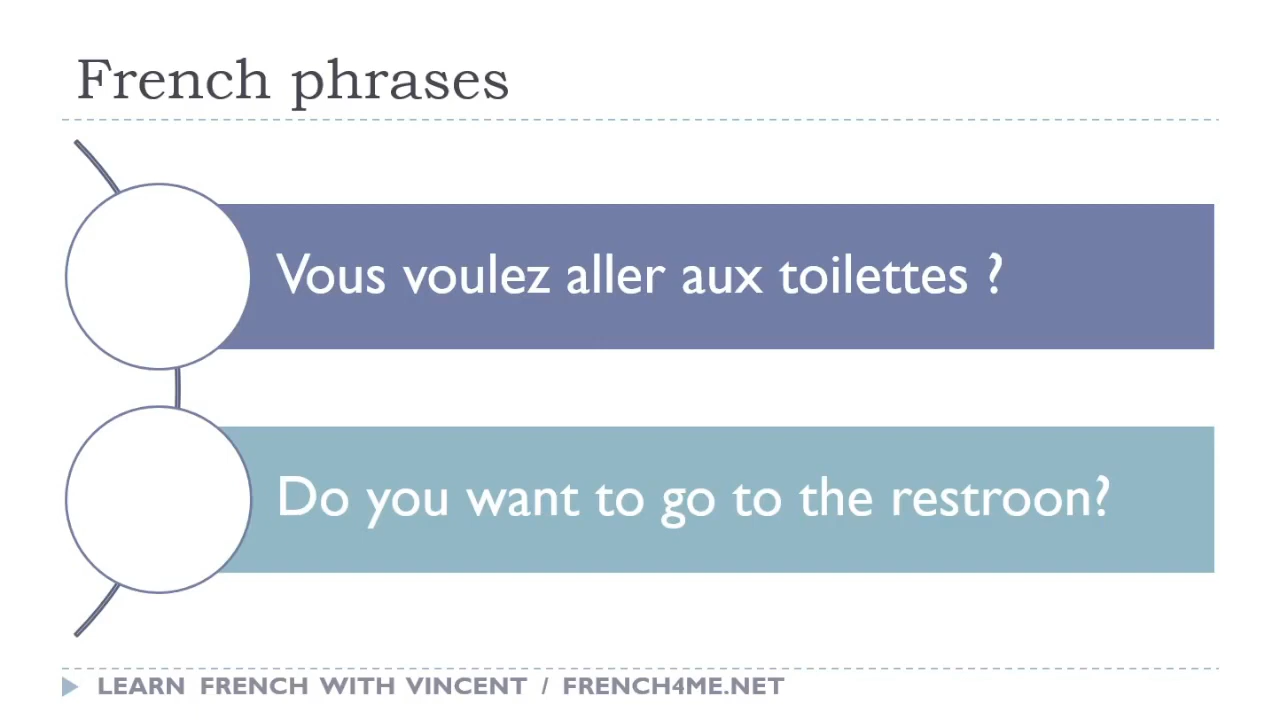 French phrases
Vous voulez aller aux toilettes ?
Do you want to go to the restroon?
LEARN FRENCH WITH VINCENT / FRENCH4ME.NET